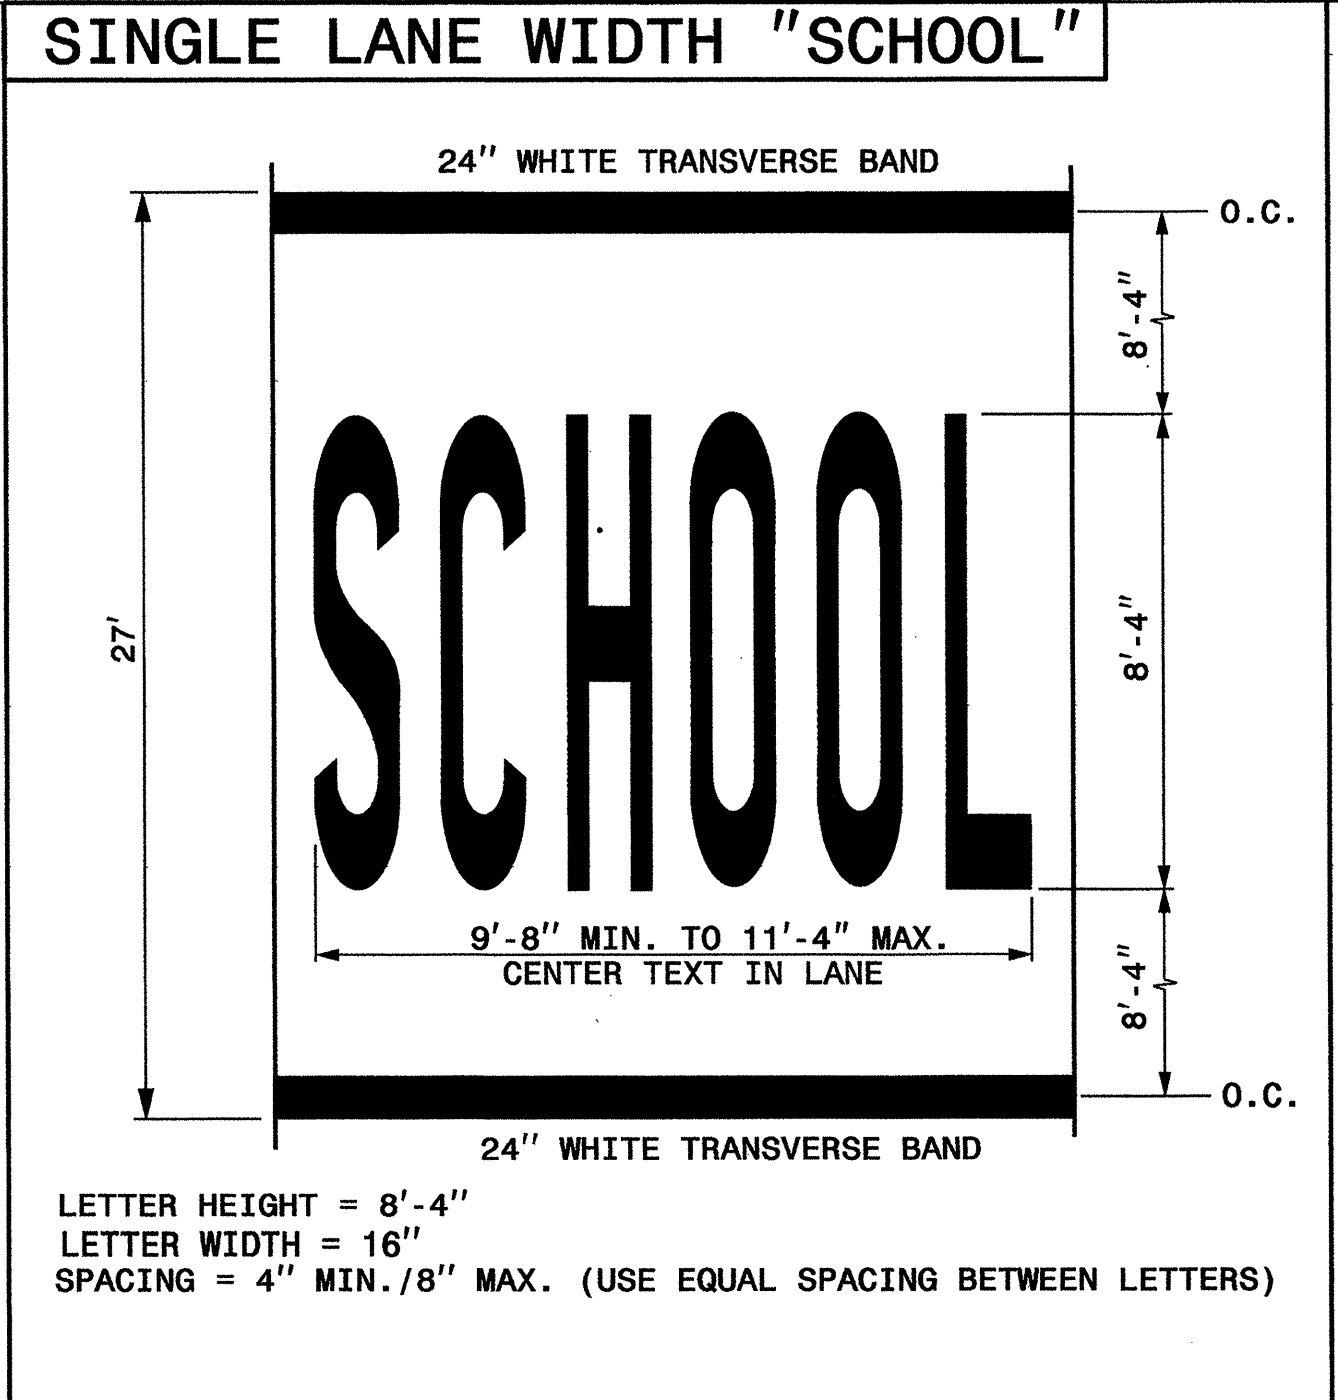 SINGLE LANE WIDTH "SCHOOL"
24" WHITE TRANSVERSE BAND
O.C.
8'-4"
SCHOOL
27'
8'-4"
9'-8" MIN. TO 11'-4" MAX.
CENTER TEXT IN LANE
8'-4"
O.C.
24" WHITE TRANSVERSE BAND
LETTER HEIGHT = 8'-4"
LETTER WIDTH = 16"
SPACING = 4" MIN./8" MAX. (USE EQUAL SPACING BETWEEN LETTERS)